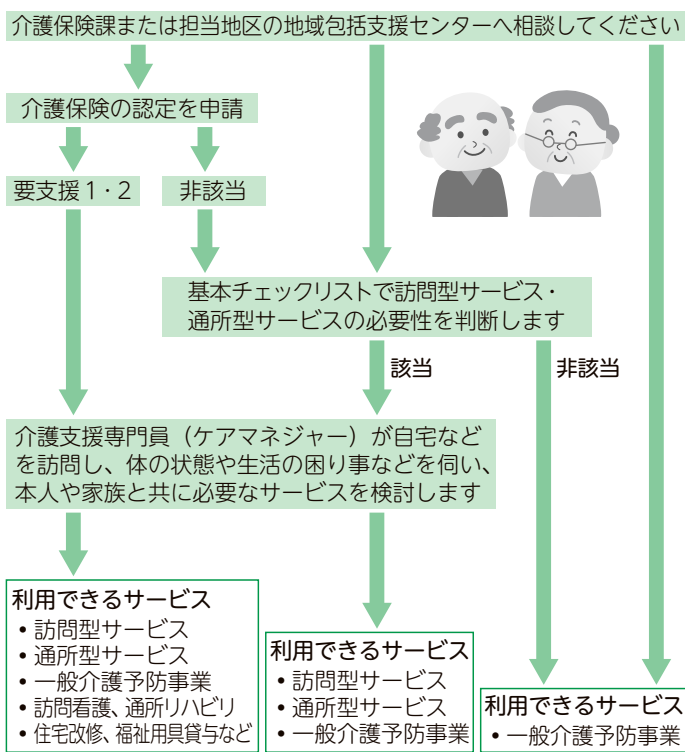 介護保険課または担当地区の地域包括支援センターへ相談してください
介護保険の認定を申請
要支援1・2
非該当
基本チェックリストで訪問型サービス・
通所型サービスの必要性を判断します
該当
非該当
介護支援専門員（ケアマネジャー）が自宅など
を訪問し、体の状態や生活の困り事などを伺い、
本人や家族と共に必要なサービスを検討します
利用できるサービス
•訪問型サービス
•通所型サービス
•一般介護予防事業
•訪問看護、通所リハビリ
•住宅改修、福祉用具貸与など
利用できるサービス
•訪問型サービス
•通所型サービス
•一般介護予防事業
利用できるサービス
•一般介護予防事業